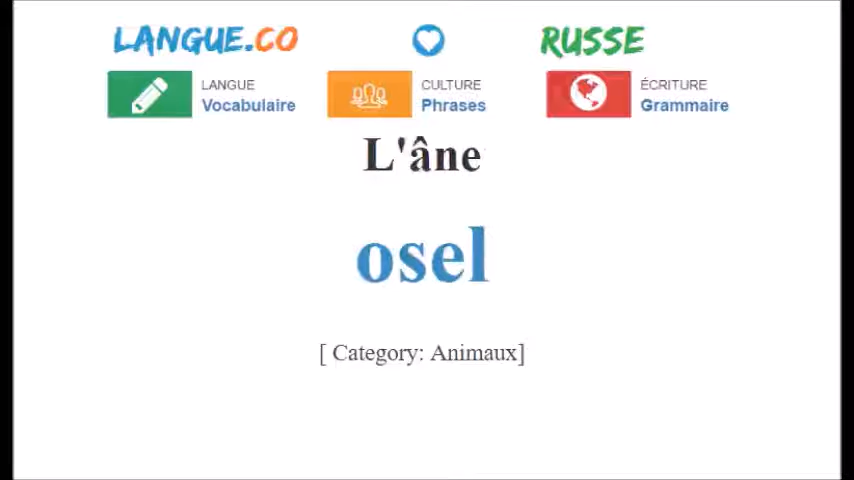 LANGUE.CO RUSSE
LANGUE CULTURE ÉCRITURE
Vocabulaire Phrases Grammaire
L'âne
osel
[ Category: Animaux]